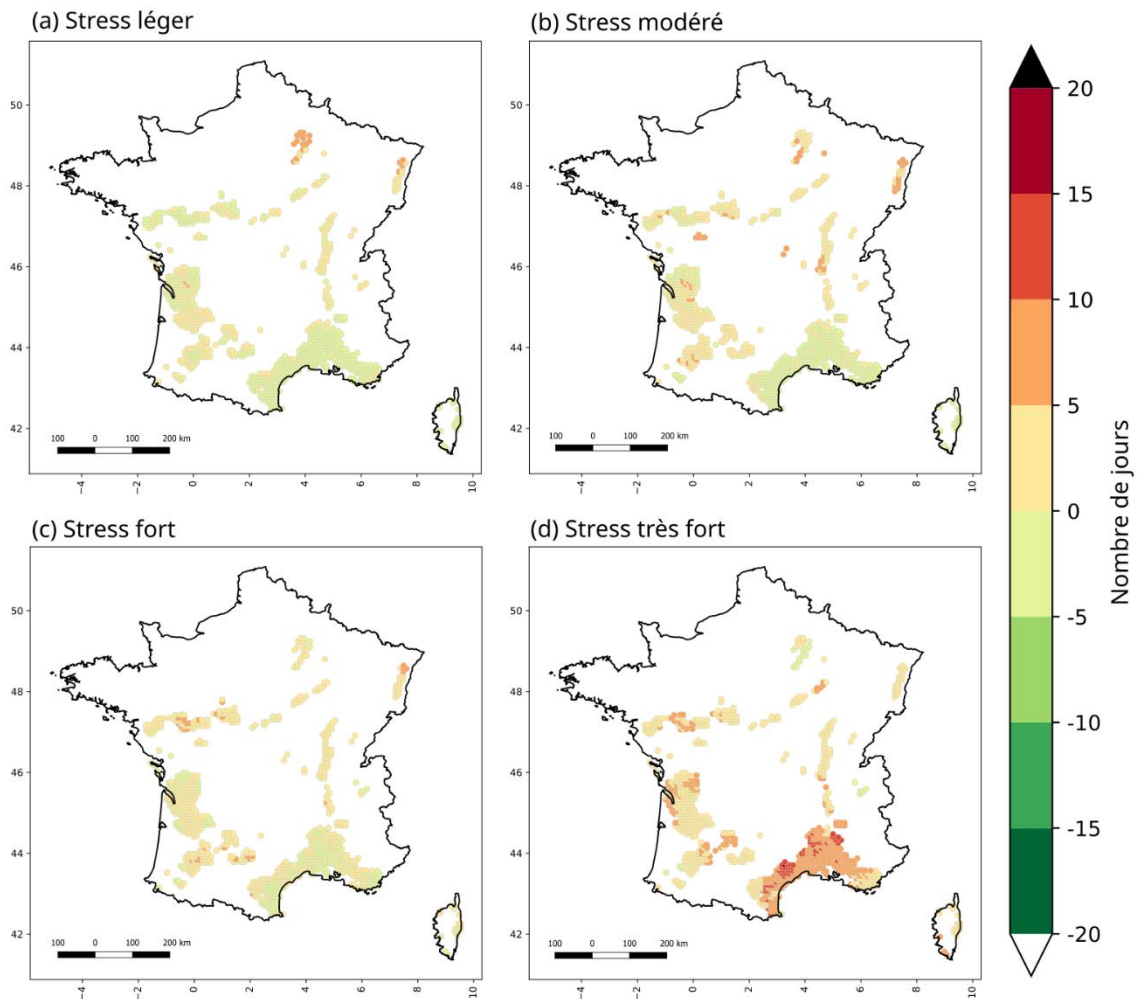 (a) Stress léger
(b) Stress modéré
50
48
46
44
42
100 0 100 200 km
−4 −2 0 2 4 6 8 10
50
48
46
44
42
100 0 100 200 km
−4 −2 0 2 4 6 8 10
(c) Stress fort
(d) Stress très fort
50
48
46
44
42
100 0 100 200 km
−4 −2 0 2 4 6 8 10
50
48
46
44
42
100 0 100 200 km
−4 −2 0 2 4 6 8 10
20
15
10
5
0
-5
-10
-15
-20
Nombre de jours